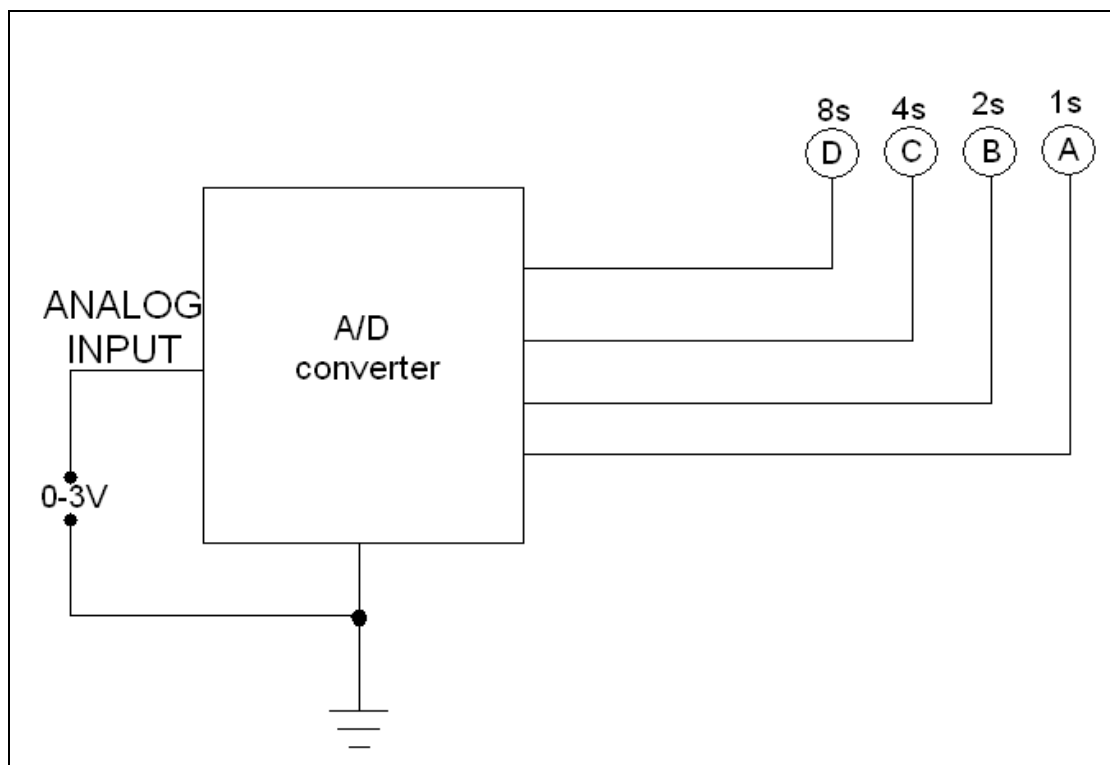 8s 4s 2s 1s
D C B A
ANALOG
INPUT
A/D
converter
0-3V